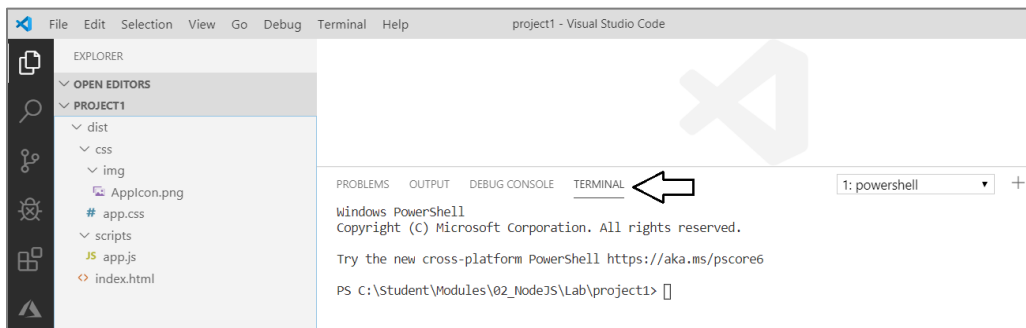 File Edit Selection View Go Debug Terminal Help project1 - Visual Studio Code
EXPLORER
OPEN EDITORS
PROJECT1
dist
css
img
AppIcon.png
# app.css
scripts
JS app.js
<> index.html
PROBLEMS OUTPUT DEBUG CONSOLE TERMINAL 1: powershell
Windows PowerShell
Copyright (C) Microsoft Corporation. All rights reserved.
Try the new cross-platform PowerShell https://aka.ms/pscore6
PS C:\Student\Modules\02_NodeJS\Lab\project1>